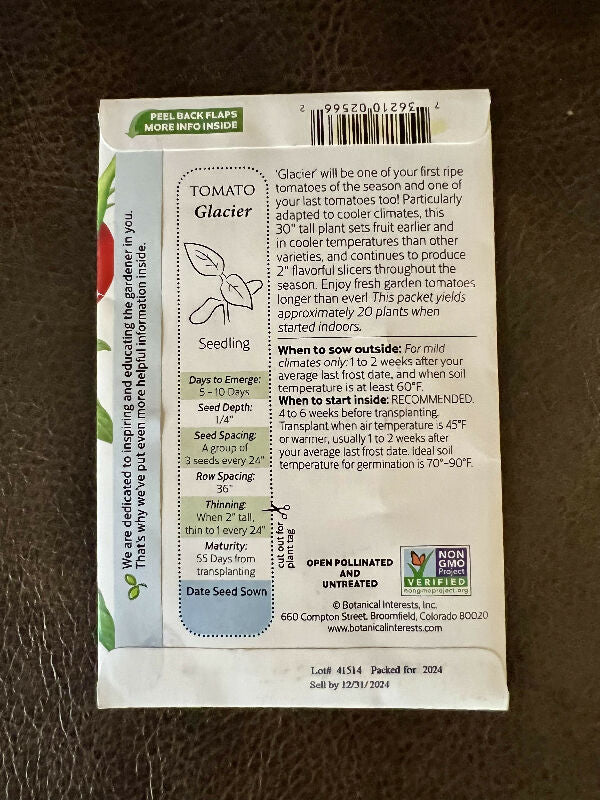 PEEL BACK FLAPS
MORE INFO INSIDE
7 36210 02566 2
We are dedicated to inspiring and educating the gardener in you.
That's why we've put even more helpful information inside.
TOMATO
Glacier
Seedling
Days to Emerge:
5 – 10 Days
Seed Depth:
1/4"
Seed Spacing:
A group of
3 seeds every 24"
Row Spacing:
36"
Thinning:
When 2" tall,
thin to 1 every 24"
Maturity:
55 Days from
transplanting
Date Seed Sown
cut out for
plant tag
'Glacier' will be one of your first ripe
tomatoes of the season and one of
your last tomatoes too! Particularly
adapted to cooler climates, this
30" tall plant sets fruit earlier and
in cooler temperatures than other
varieties, and continues to produce
2" flavorful slicers throughout the
season. Enjoy fresh garden tomatoes
longer than ever! This packet yields
approximately 20 plants when
started indoors.
When to sow outside: For mild
climates only: 1 to 2 weeks after your
average last frost date, and when soil
temperature is at least 60°F.
When to start inside: RECOMMENDED.
4 to 6 weeks before transplanting.
Transplant when air temperature is 45°F
or warmer, usually 1 to 2 weeks after
your average last frost date. Ideal soil
temperature for germination is 70°–90°F.
OPEN POLLINATED
AND
UNTREATED
NON
GMO
Project
VERIFIED
nongmoproject.org
© Botanical Interests, Inc.
660 Compton Street, Broomfield, Colorado 80020
www.botanicalinterests.com
Lot# 41514 Packed for 2024
Sell by 12/31/2024